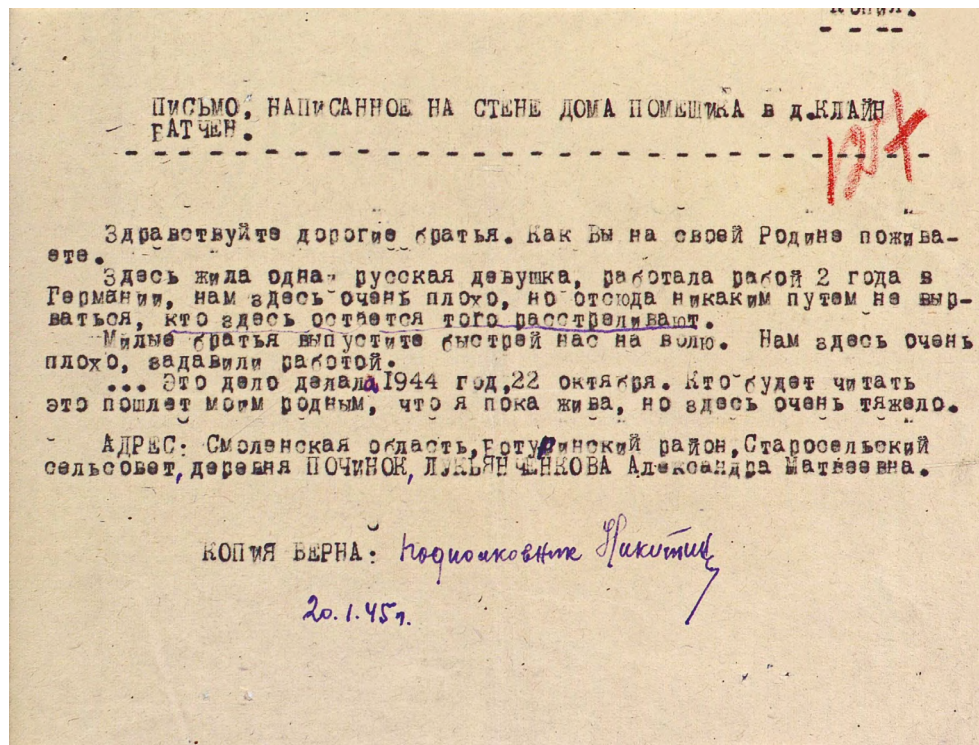 Копия.
ПИСЬМО, НАПИСАННОЕ НА СТЕНЕ ДОМА ПОМЕЩИКА в д.КЛАЙН
РАТЧЕН.
Здравствуйте дорогие братья. Как Вы на своей Родине пожива-
ете.
Здесь жила одна русская девушка, работала рабой 2 года в
Германии, нам здесь очень плохо, но отсюда никаким путем не выр-
ваться, кто здесь остается того расстреливают.
Милые братья выпустите быстрей нас на волю. Нам здесь очень
плохо, задавили работой.
... Это дело делала 1944 год,22 октября. Кто будет читать
это пошлет моим родным, что я пока жива, но здесь очень тяжело.
АДРЕС: Смоленская область, район,Старосельский
сельсовет,деревня ПОЧИНОК, ЛУКЬЯНЧЕНКОВА Александра Матвеевна.
КОПИЯ ВЕРНА: подполковник Никитин
20.1.45г.